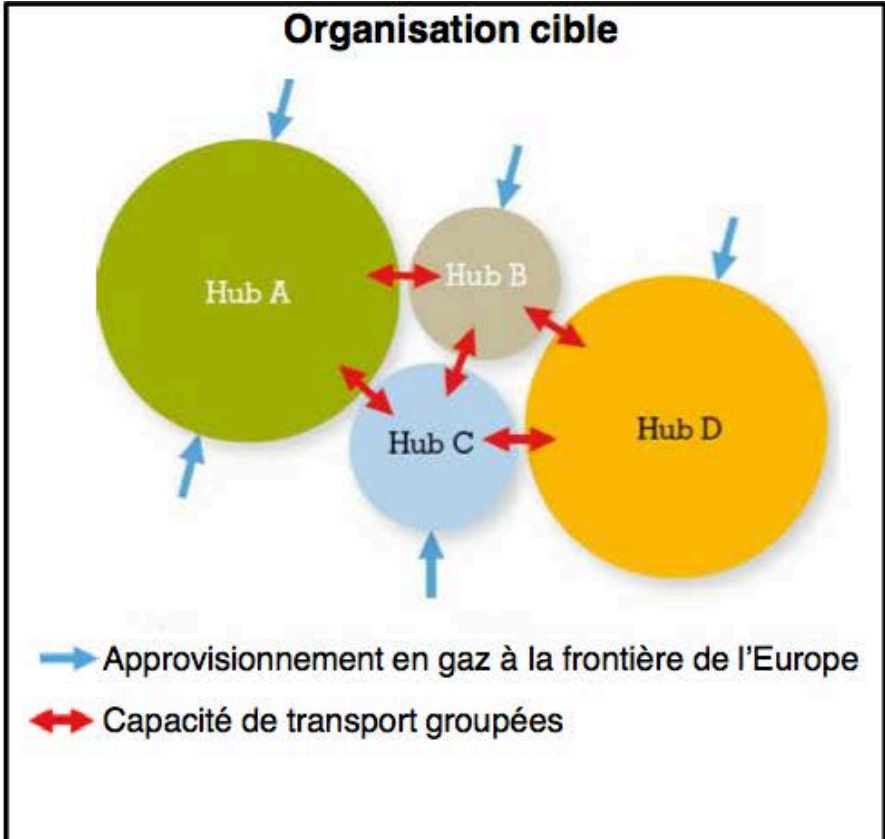 Organisation cible
Hub A
Hub B
Hub C
Hub D
Approvisionnement en gaz à la frontière de l'Europe
Capacité de transport groupées